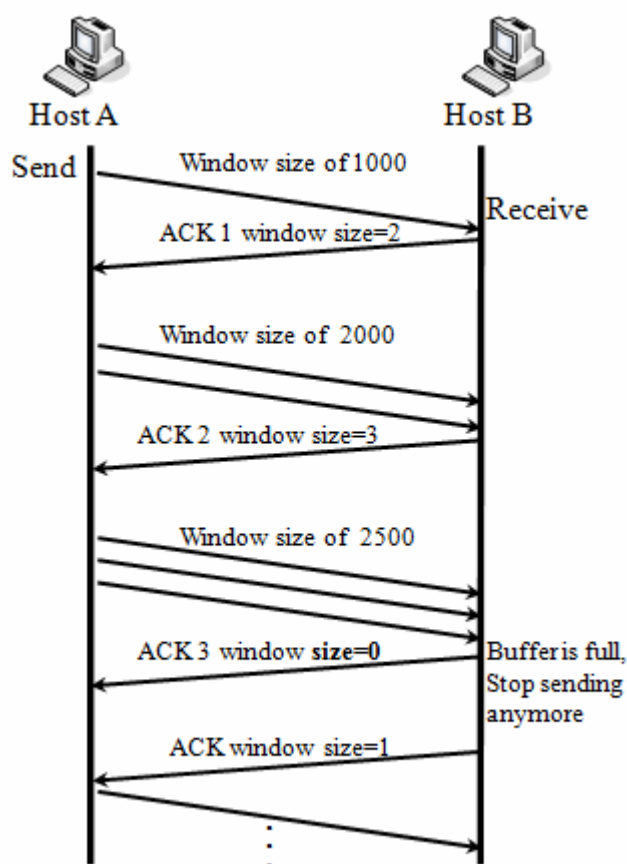 Host A
Host B
Send
Window size of 1000
Receive
ACK 1 window size=2
Window size of 2000
ACK 2 window size=3
Window size of 2500
ACK 3 window size=0
Buffer is full,
Stop sending
anymore
ACK window size=1